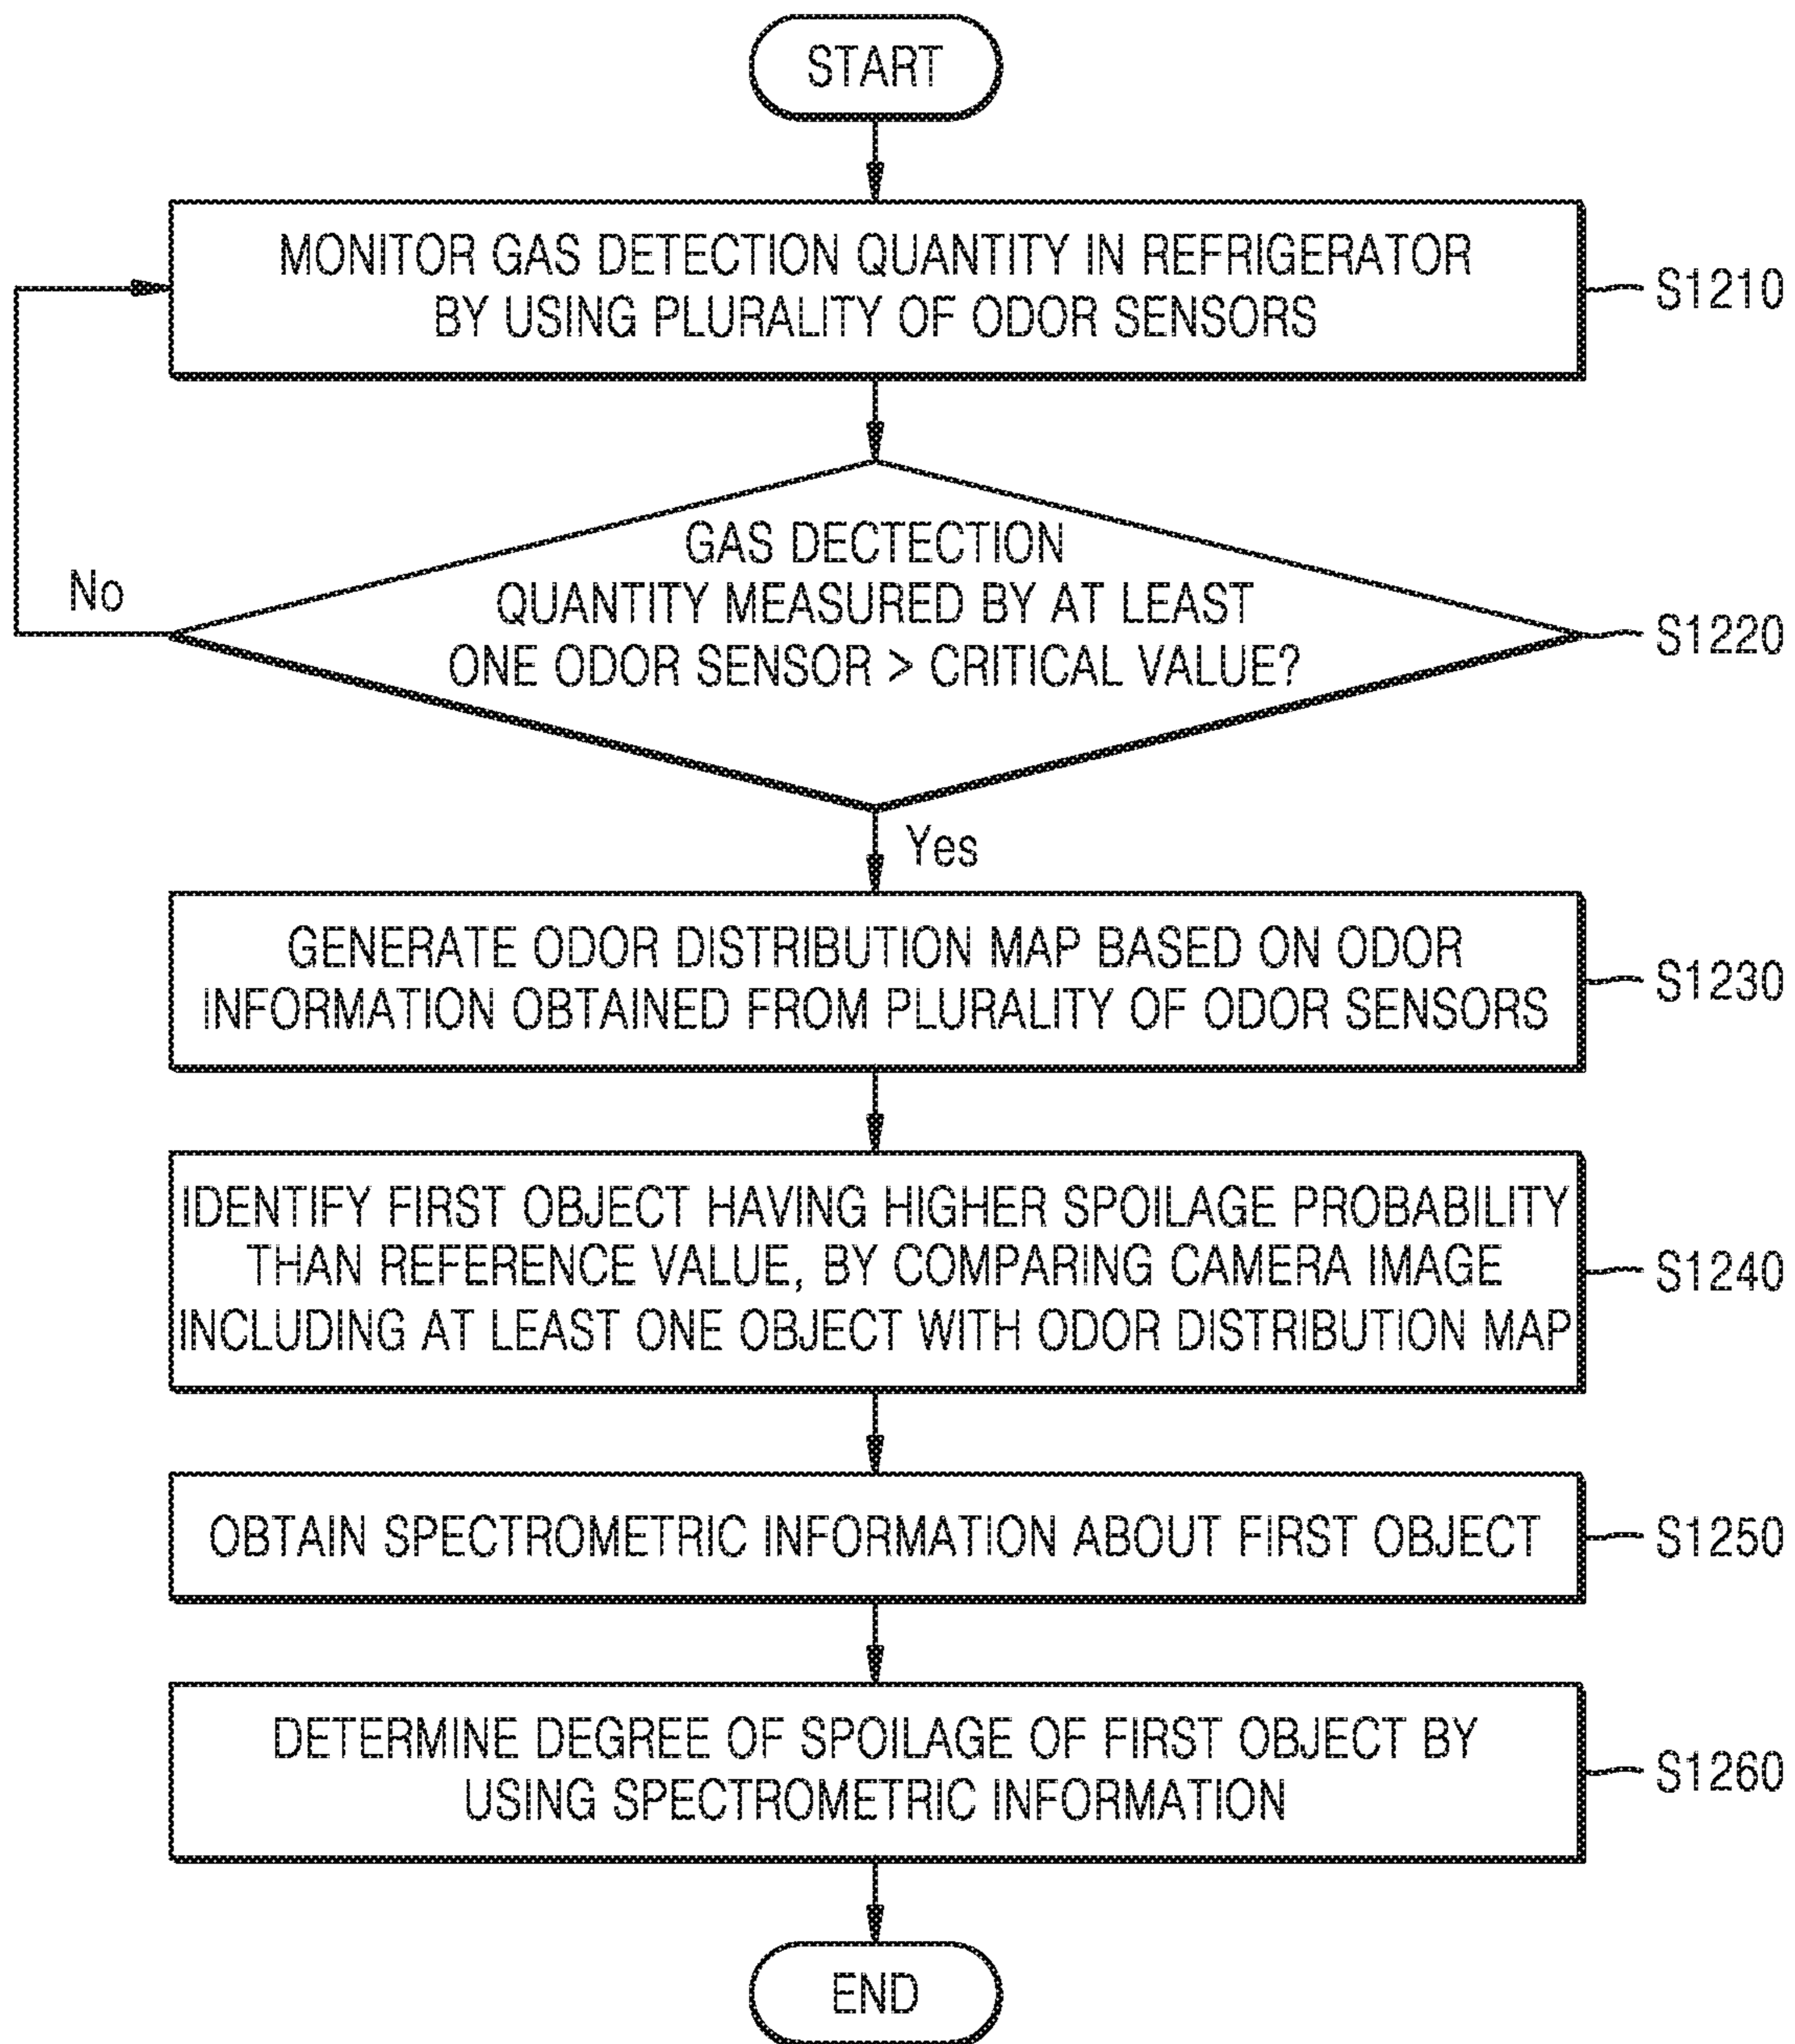 START
MONITOR GAS DETECTION QUANTITY IN REFRIGERATOR
BY USING PLURALITY OF ODOR SENSORS
S1210
GAS DECTECTION
QUANTITY MEASURED BY AT LEAST
ONE ODOR SENSOR > CRITICAL VALUE?
S1220
No
Yes
GENERATE ODOR DISTRIBUTION MAP BASED ON ODOR
INFORMATION OBTAINED FROM PLURALITY OF ODOR SENSORS
S1230
IDENTIFY FIRST OBJECT HAVING HIGHER SPOILAGE PROBABILITY
THAN REFERENCE VALUE, BY COMPARING CAMERA IMAGE
INCLUDING AT LEAST ONE OBJECT WITH ODOR DISTRIBUTION MAP
S1240
OBTAIN SPECTROMETRIC INFORMATION ABOUT FIRST OBJECT
S1250
DETERMINE DEGREE OF SPOILAGE OF FIRST OBJECT BY
USING SPECTROMETRIC INFORMATION
S1260
END